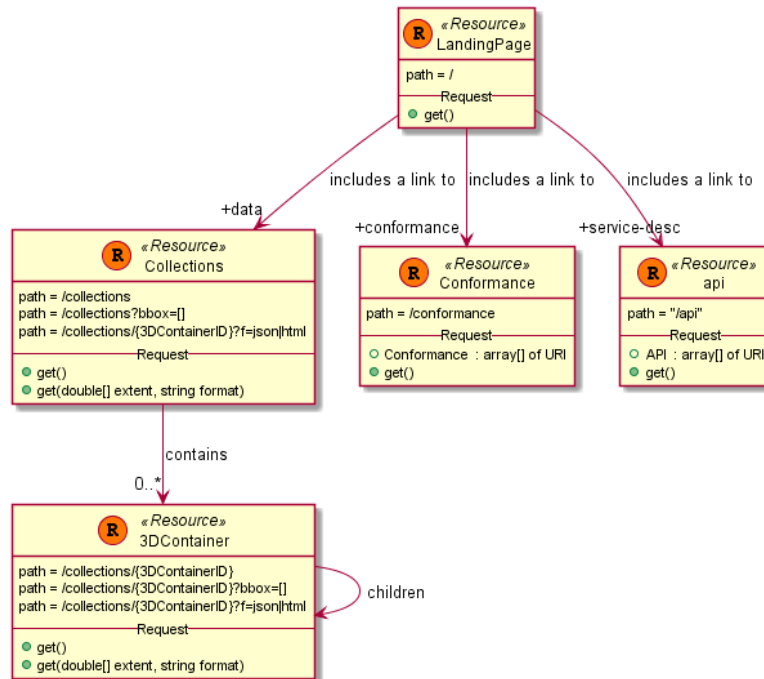 R
«Resource»
LandingPage
path = /
Request
get()
includes a link to
includes a link to
includes a link to
+data
+conformance
+service-desc
R
«Resource»
Collections
path = /collections
path = /collections?bbox=[]
path = /collections/{3DContainerID}?f=json|html
Request
get()
get(double[] extent, string format)
R
«Resource»
Conformance
path = /conformance
Request
Conformance : array[] of URI
get()
R
«Resource»
api
path = "/api"
Request
API : array[] of URI
get()
contains
0..*
R
«Resource»
3DContainer
path = /collections/{3DContainerID}
path = /collections/{3DContainerID}?bbox=[]
path = /collections/{3DContainerID}?f=json|html
Request
get()
get(double[] extent, string format)
children